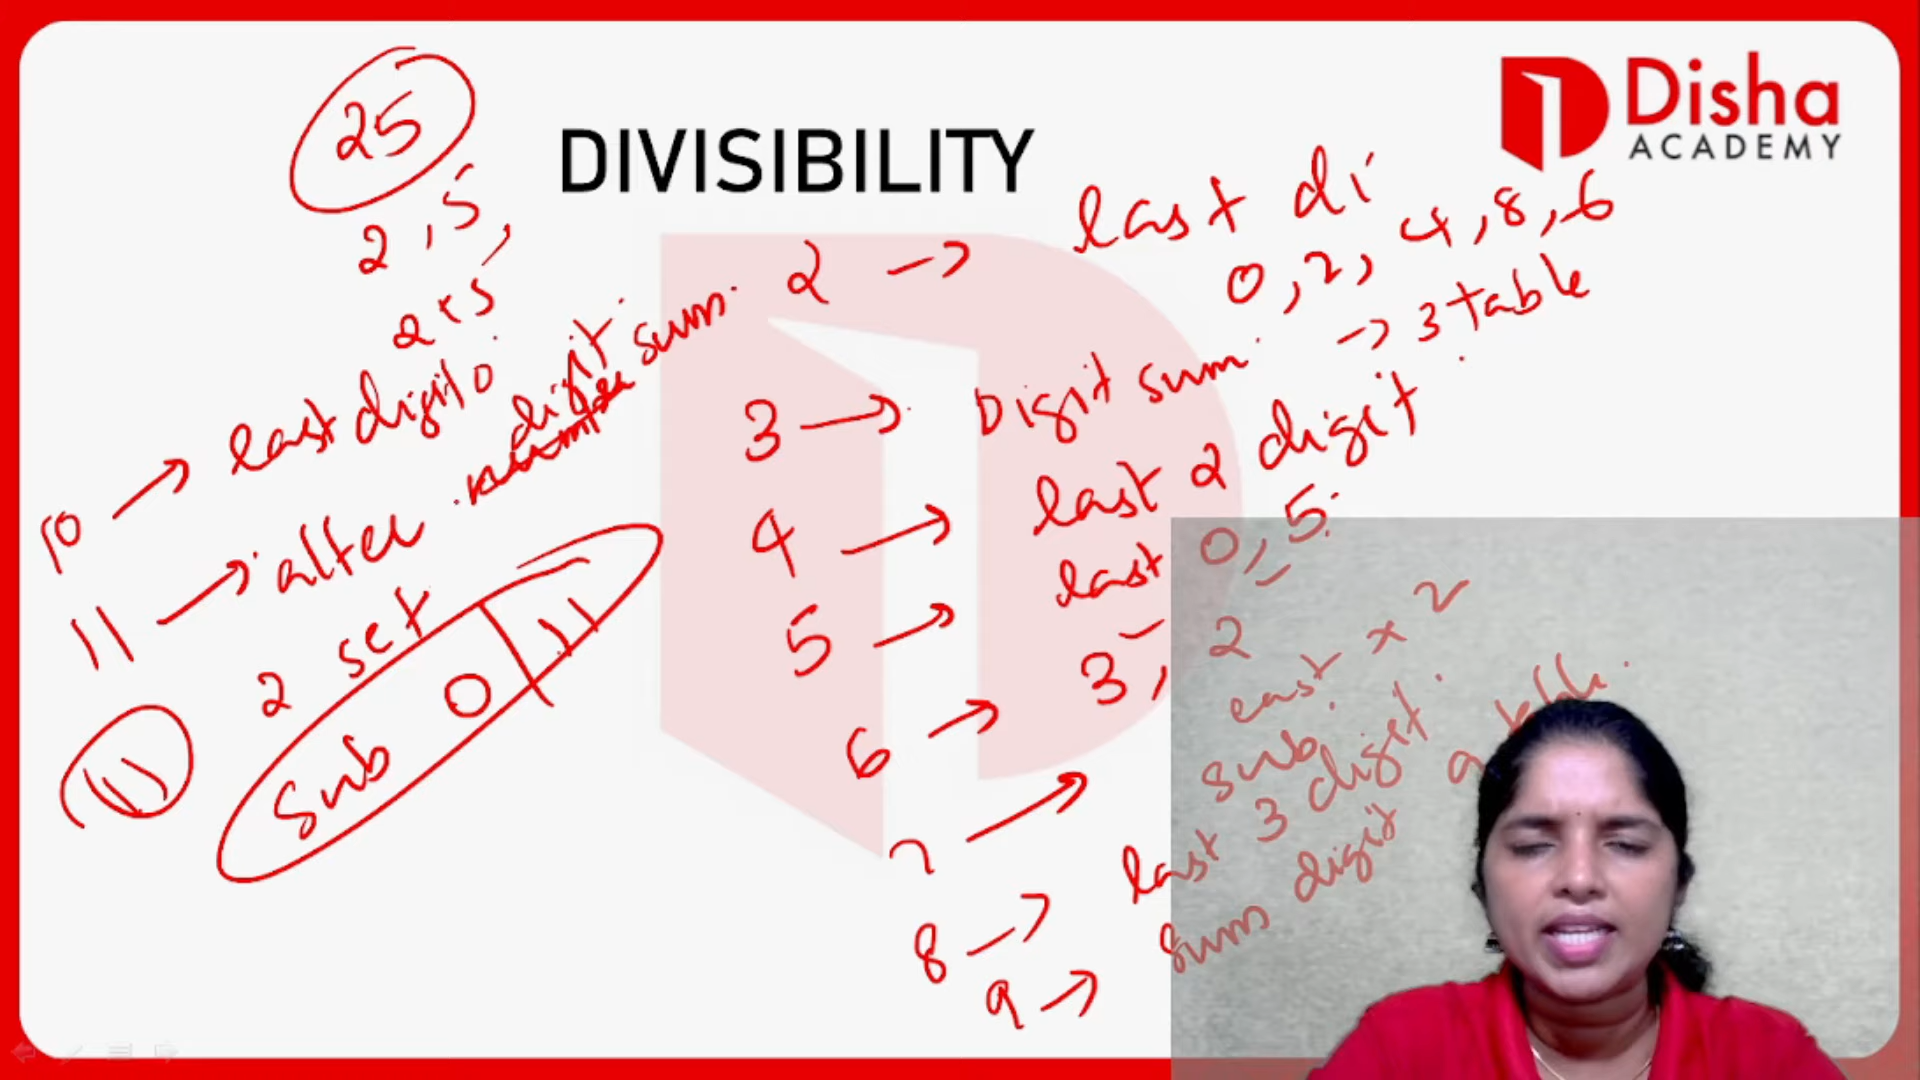 Disha
ACADEMY
DIVISIBILITY
25
2, 5,
2 × 5
2 → last di
0, 2, 4, 8, 6
3 → Digit sum → 3 table
4 → last 2 digit
5 → last 0, 5
6 → 3, 2
7 → last × 2
sub
8 → last 3 digit
9 → sum digit 9 table
10 → last digit 0
11 → alter digit sum
2 set
Sub 0 | 11
11